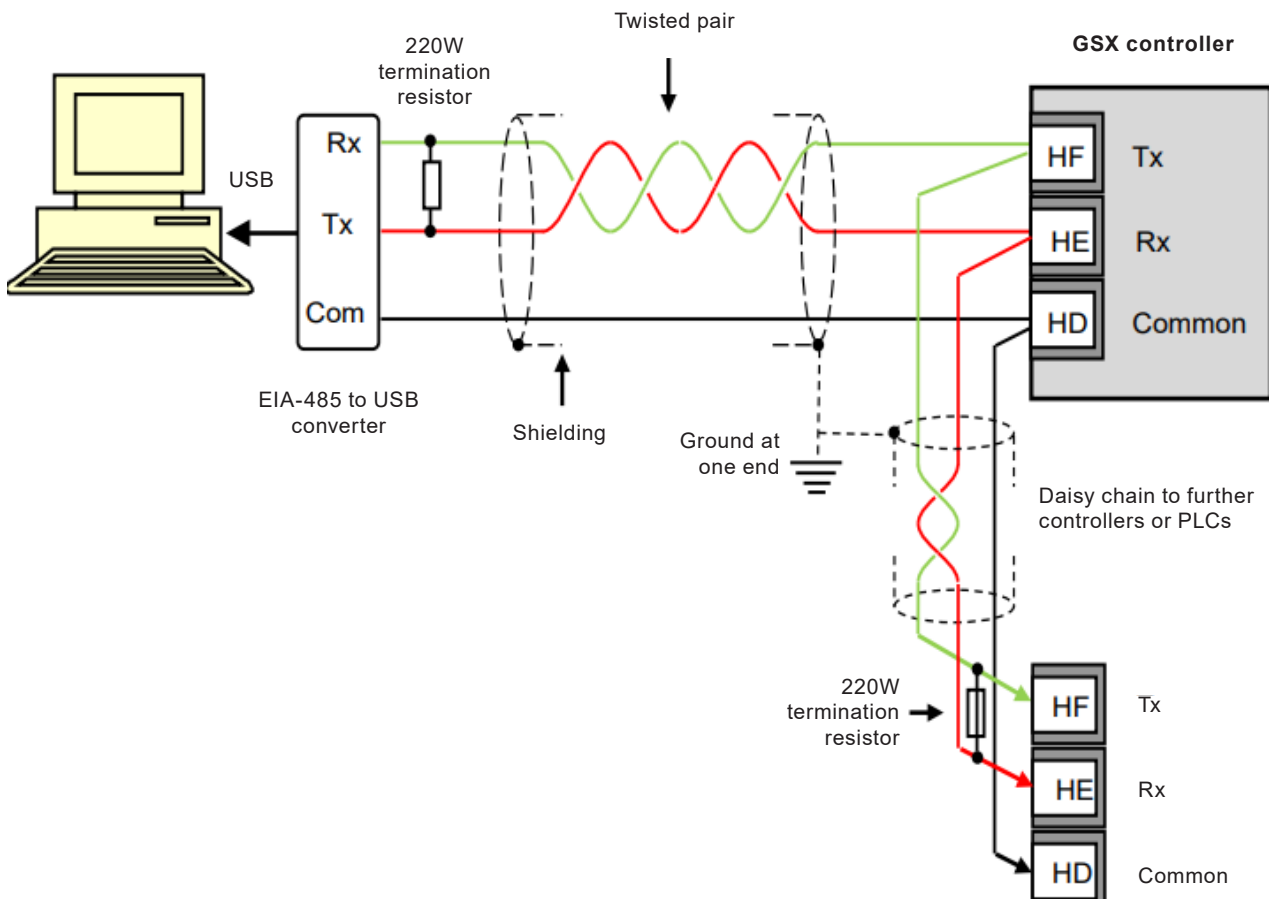 Twisted pair
220W
termination
resistor
GSX controller
Rx
HF
Tx
USB
Tx
HE
Rx
Com
HD
Common
EIA-485 to USB
converter
Shielding
Ground at
one end
Daisy chain to further
controllers or PLCs
220W
termination
resistor
HF
Tx
HE
Rx
HD
Common